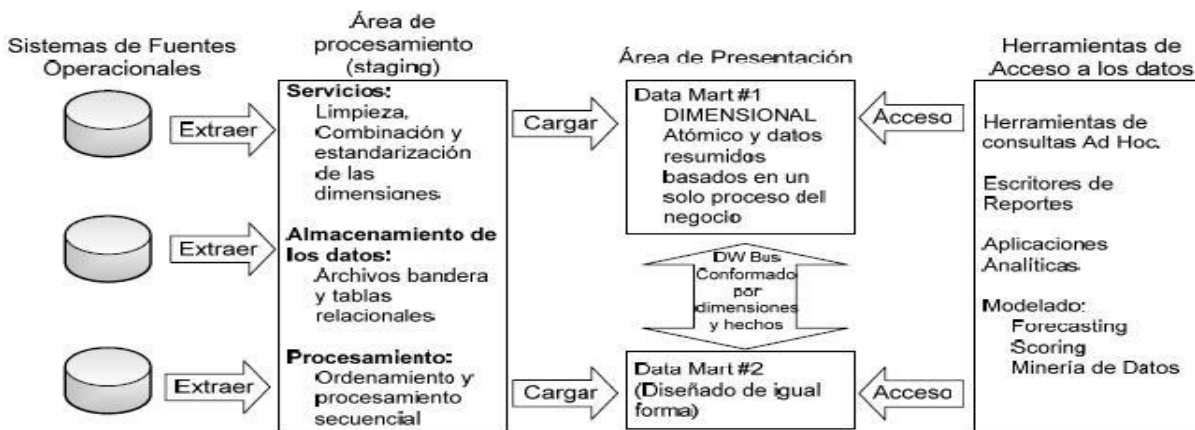 Sistemas de Fuentes
Operacionales
Extraer
Extraer
Extraer
Área de
procesamiento
(staging)
Servicios:
Limpieza,
Combinación y
estandarización
de las
dimensiones.
Almacenamiento de
los datos:
Archivos bandera
y tablas
relacionales.
Procesamiento:
Ordenamiento y
procesamiento
secuencial
Cargar
Cargar
Área de Presentación
Data Mart #1
DIMENSIONAL
Atómico y datos
resumidos
basados en un
solo proceso del
negocio
DW Bus
Conformado
por
dimensiones
y hechos
Data Mart #2
(Diseñado de igual
forma)
Acceso
Acceso
Herramientas de
Acceso a los datos
Herramientas de
consultas Ad Hoc.
Escritores de
Reportes
Aplicaciones
Analíticas.
Modelado:
Forecasting
Scoring
Minería de Datos